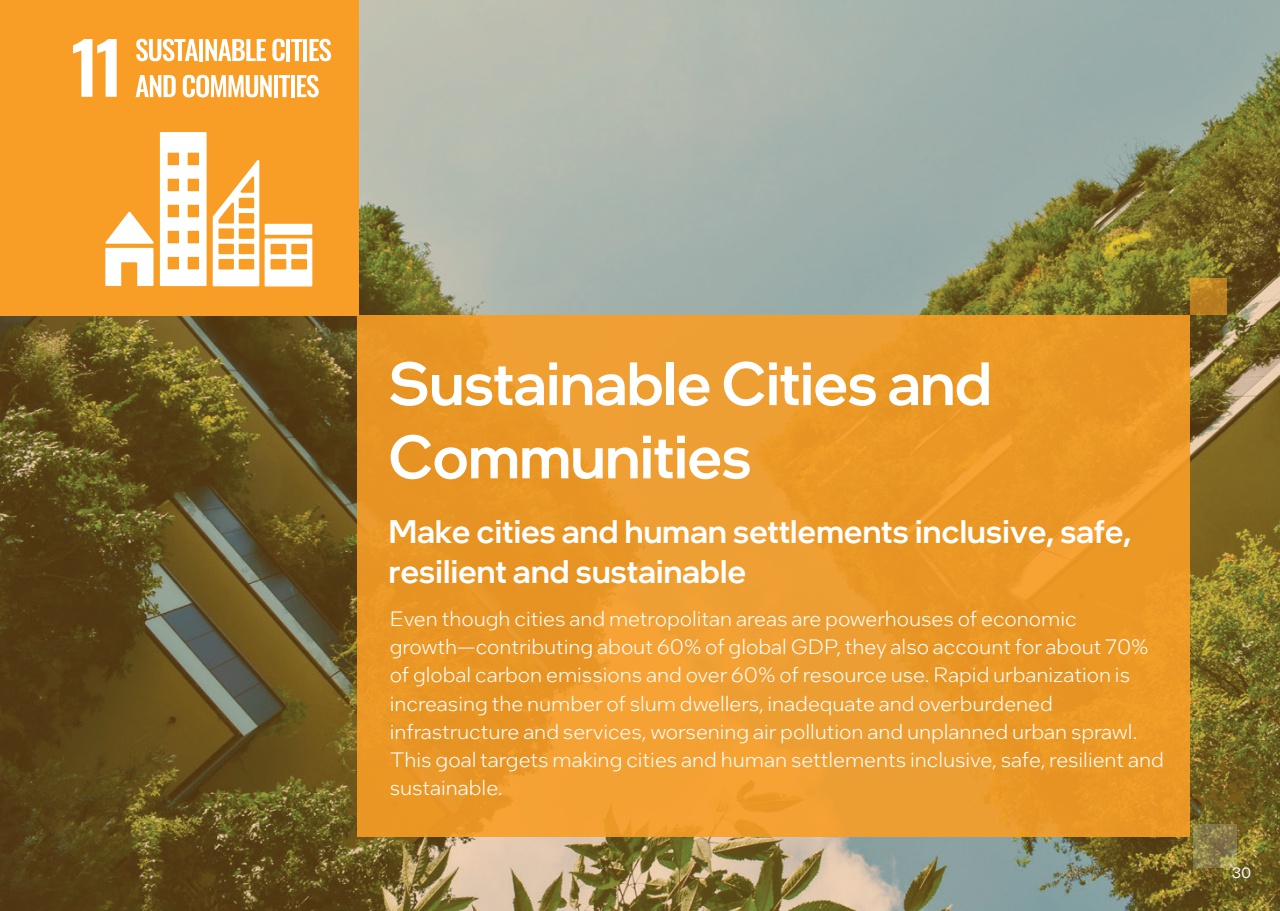 11 SUSTAINABLE CITIES
AND COMMUNITIES
Sustainable Cities and
Communities
Make cities and human settlements inclusive, safe,
resilient and sustainable
Even though cities and metropolitan areas are powerhouses of economic
growth—contributing about 60% of global GDP, they also account for about 70%
of global carbon emissions and over 60% of resource use. Rapid urbanization is
increasing the number of slum dwellers, inadequate and overburdened
infrastructure and services, worsening air pollution and unplanned urban sprawl.
This goal targets making cities and human settlements inclusive, safe, resilient and
sustainable.
30